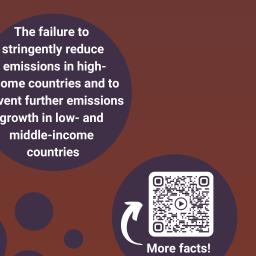 The failure to
stringently reduce
emissions in high-
ome countries and to
vent further emissions
growth in low- and
middle-income
countries
More facts!